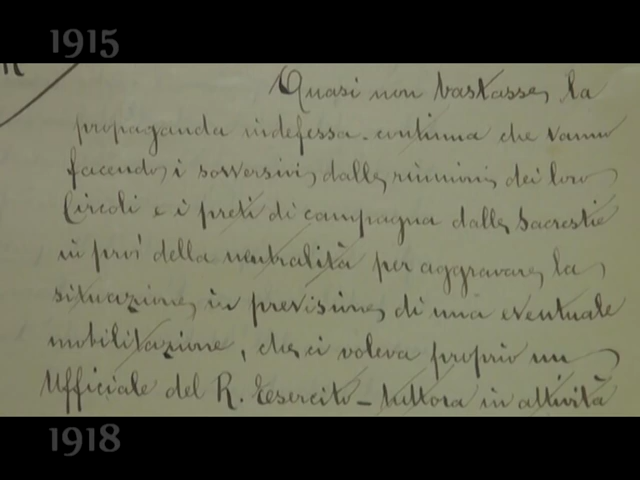 1915
Quasi non bastasse, la
propaganda indefessa continua che vanno
facendo i sovversivi dalle riunioni dei loro
Circoli e i preti di campagna dalle Sacrestie
in pro' della neutralità per aggravare la
situazione, in previsione di una eventuale
mobilitazione, che ci voleva proprio un
Ufficiale del R. Esercito - tuttora in attività
1918